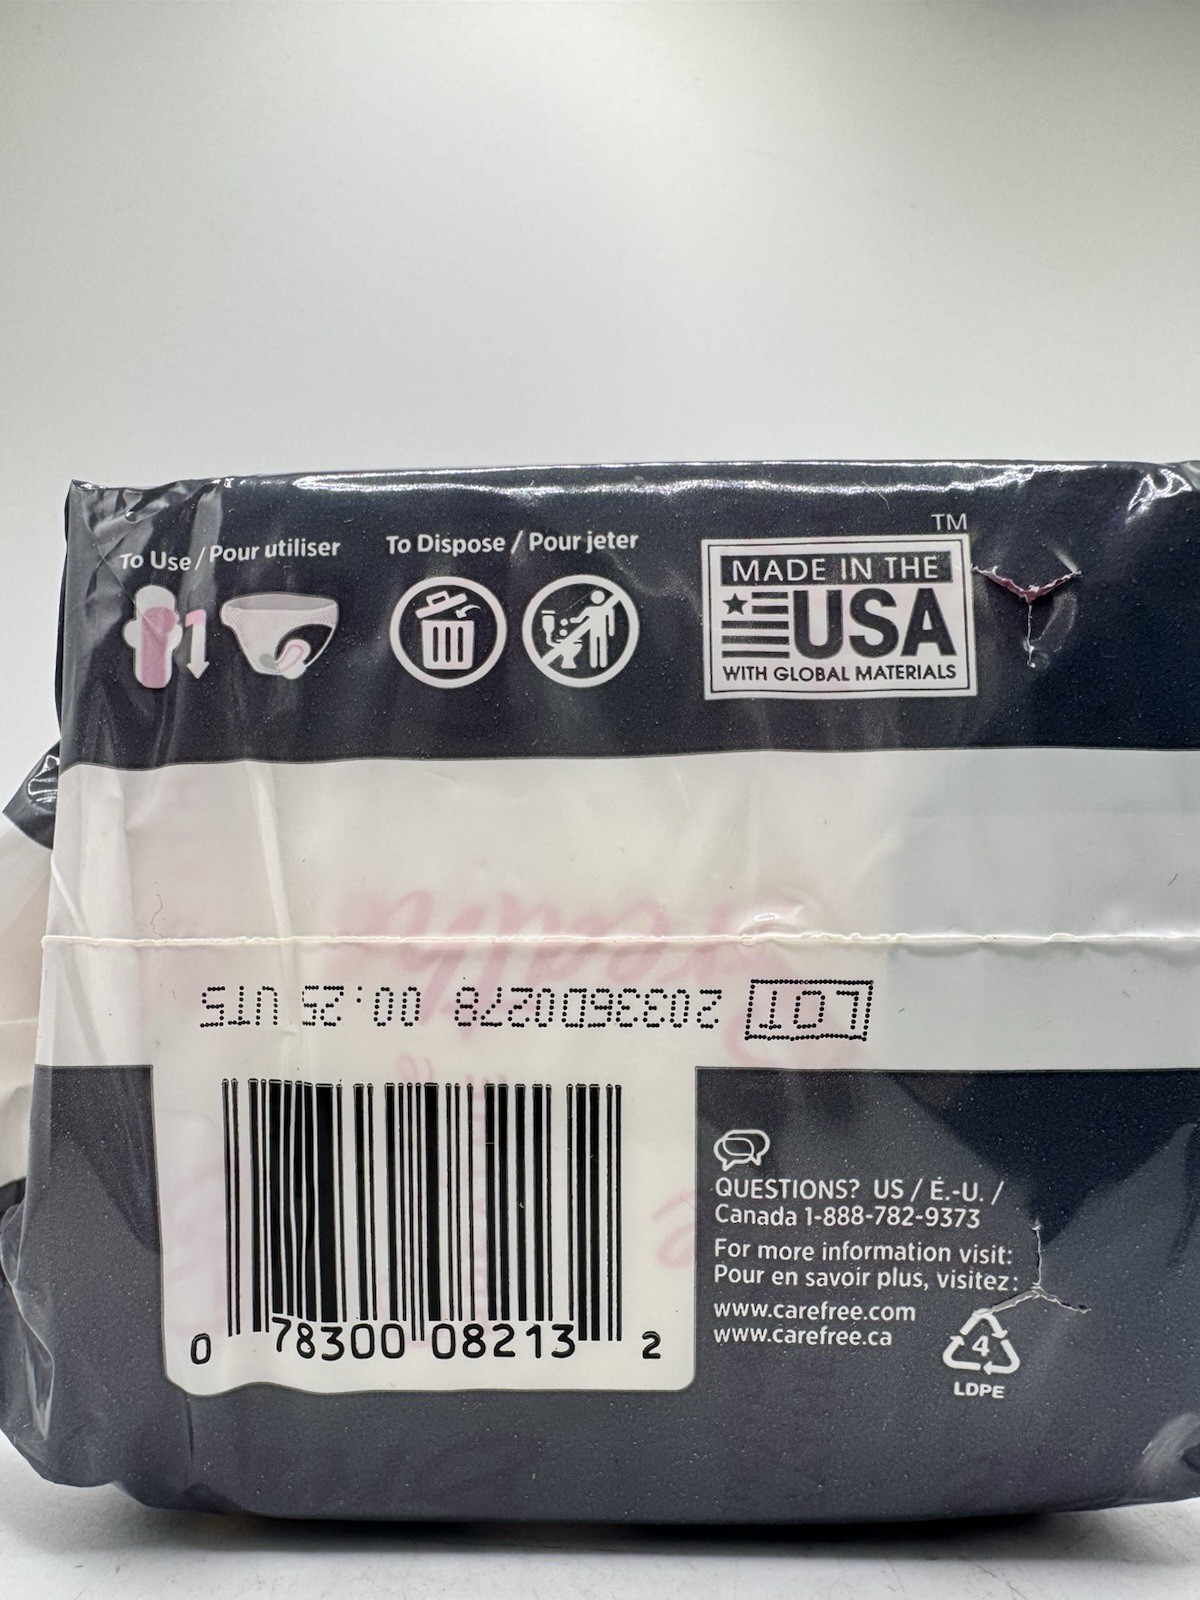 To Use / Pour utiliser
To Dispose / Pour jeter
TM
MADE IN THE
USA
WITH GLOBAL MATERIALS
LOT 20336D0278 00:25
0 78300 08213 2
QUESTIONS? US / É.-U. /
Canada 1-888-782-9373
For more information visit:
Pour en savoir plus, visitez:
www.carefree.com
www.carefree.ca
4
LDPE